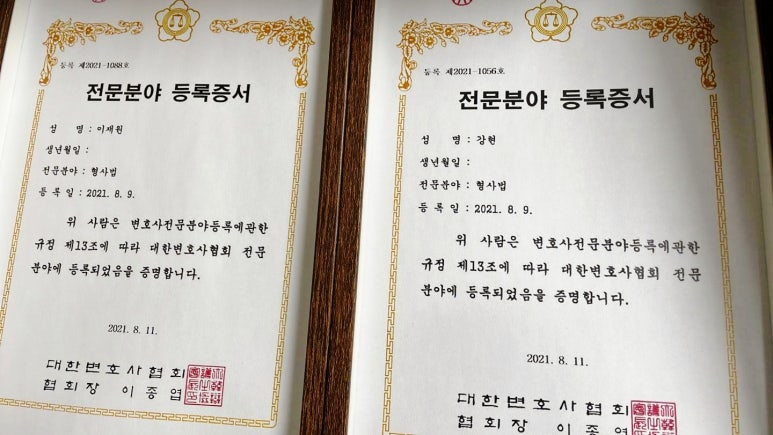 등록 제2021-1088호
전문분야 등록증서
성 명 : 이재원
생년월일 :
전문분야 : 형사법
등 록 일 : 2021. 8. 9.
위 사람은 변호사전문분야등록에관한
규정 제13조에 따라 대한변호사협회 전문
분야에 등록되었음을 증명합니다.
2021. 8. 11.
대한변호사협회
협회장 이종엽
등록 제2021-1056호
전문분야 등록증서
성 명 : 강현
생년월일 :
전문분야 : 형사법
등 록 일 : 2021. 8. 9.
위 사람은 변호사전문분야등록에관한
규정 제13조에 따라 대한변호사협회 전문
분야에 등록되었음을 증명합니다.
2021. 8. 11.
대한변호사협회
협회장 이종엽